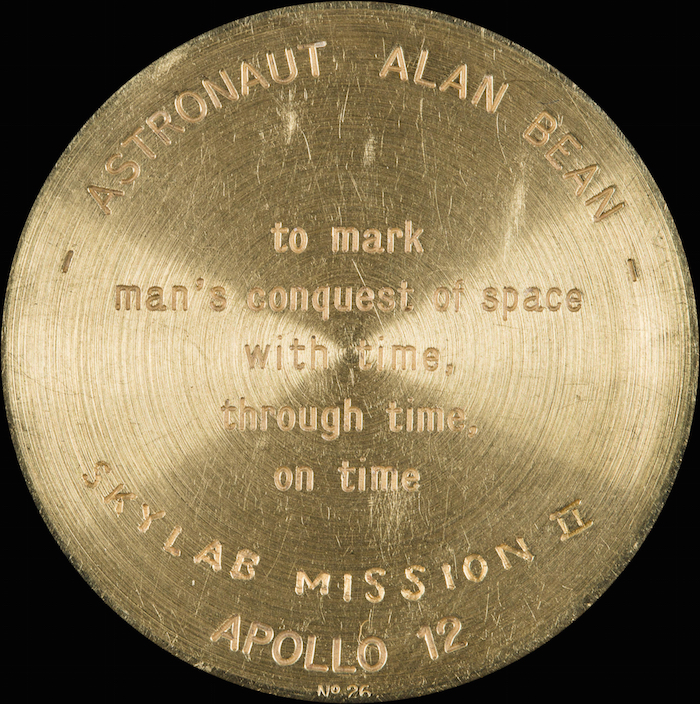 ASTRONAUT ALAN BEAN
to mark
man's conquest of space
with time,
through time,
on time
SKYLAB MISSION II
APOLLO 12
Nº 26